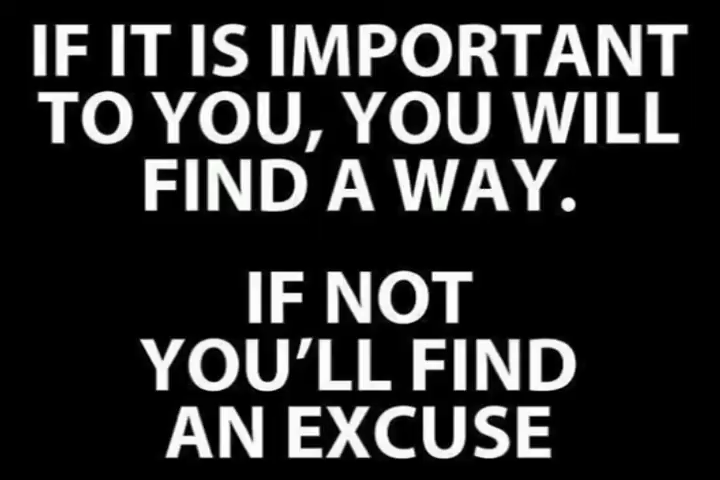 IF IT IS IMPORTANT
TO YOU, YOU WILL
FIND A WAY.
IF NOT
YOU’LL FIND
AN EXCUSE